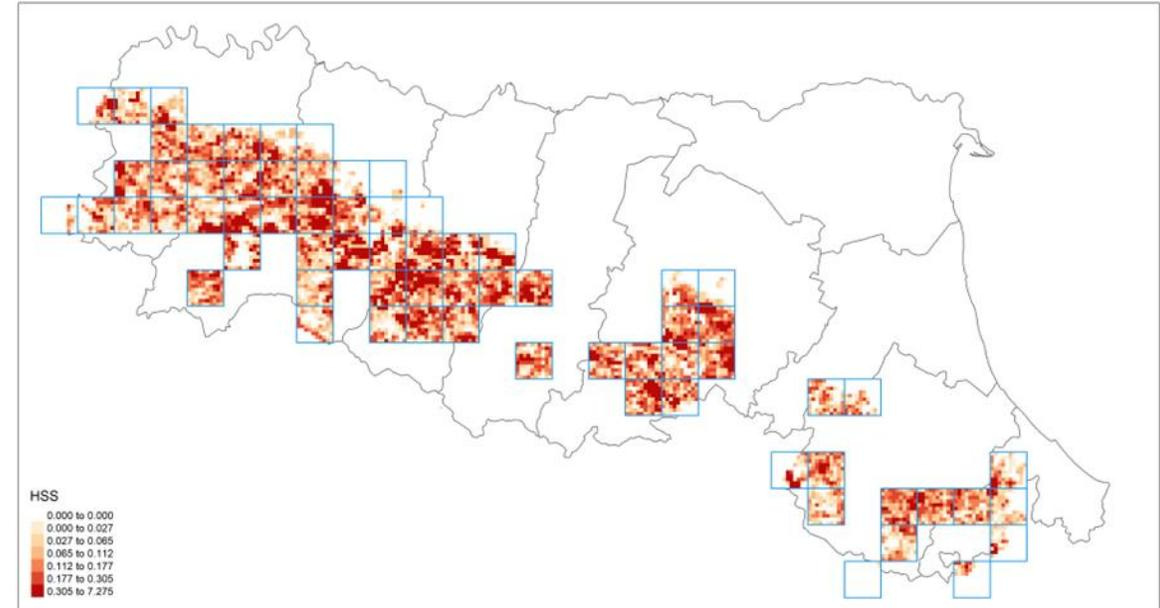 HSS
0.000 to 0.000
0.000 to 0.027
0.027 to 0.065
0.065 to 0.112
0.112 to 0.177
0.177 to 0.305
0.305 to 7.275